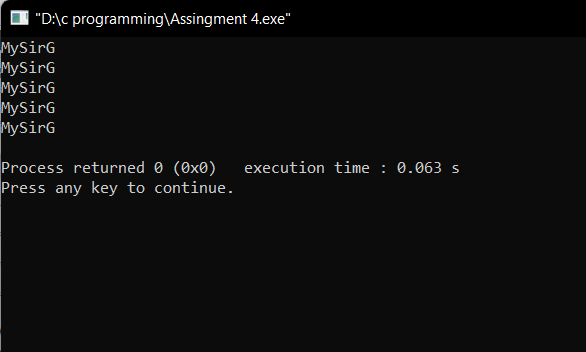 "D:\c programming\Assingment 4.exe"
MySirG
MySirG
MySirG
MySirG
MySirG
Process returned 0 (0x0)   execution time : 0.063 s
Press any key to continue.